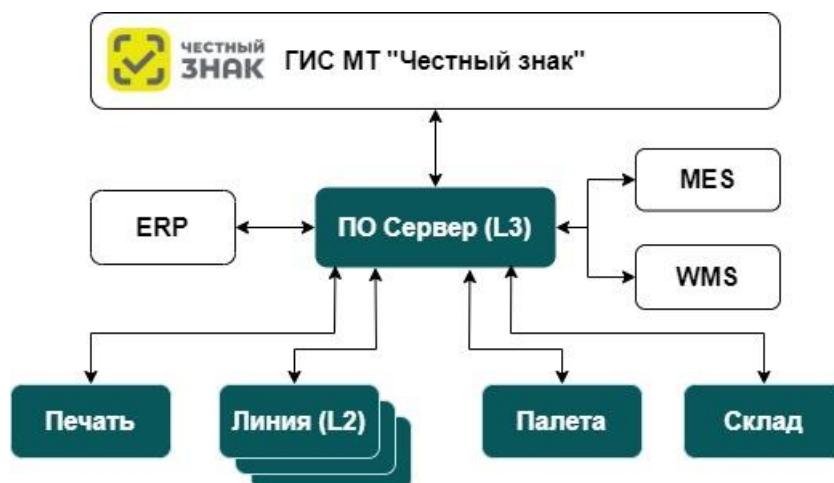 ЧЕСТНЫЙ
ЗНАК
ГИС МТ "Честный знак"
MES
ERP
ПО Сервер (L3)
WMS
Печать
Линия (L2)
Палета
Склад